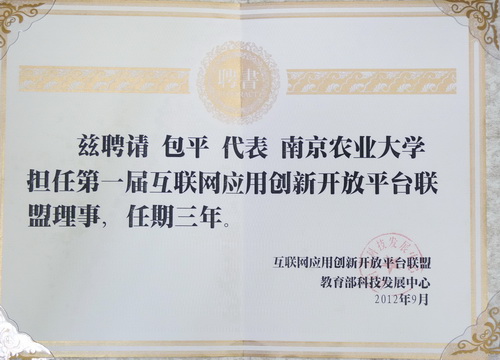 聘書
兹聘请 包平 代表 南京农业大学
担任第一届互联网应用创新开放平台联
盟理事，任期三年。
互联网应用创新开放平台联盟
教育部科技发展中心
2012年9月